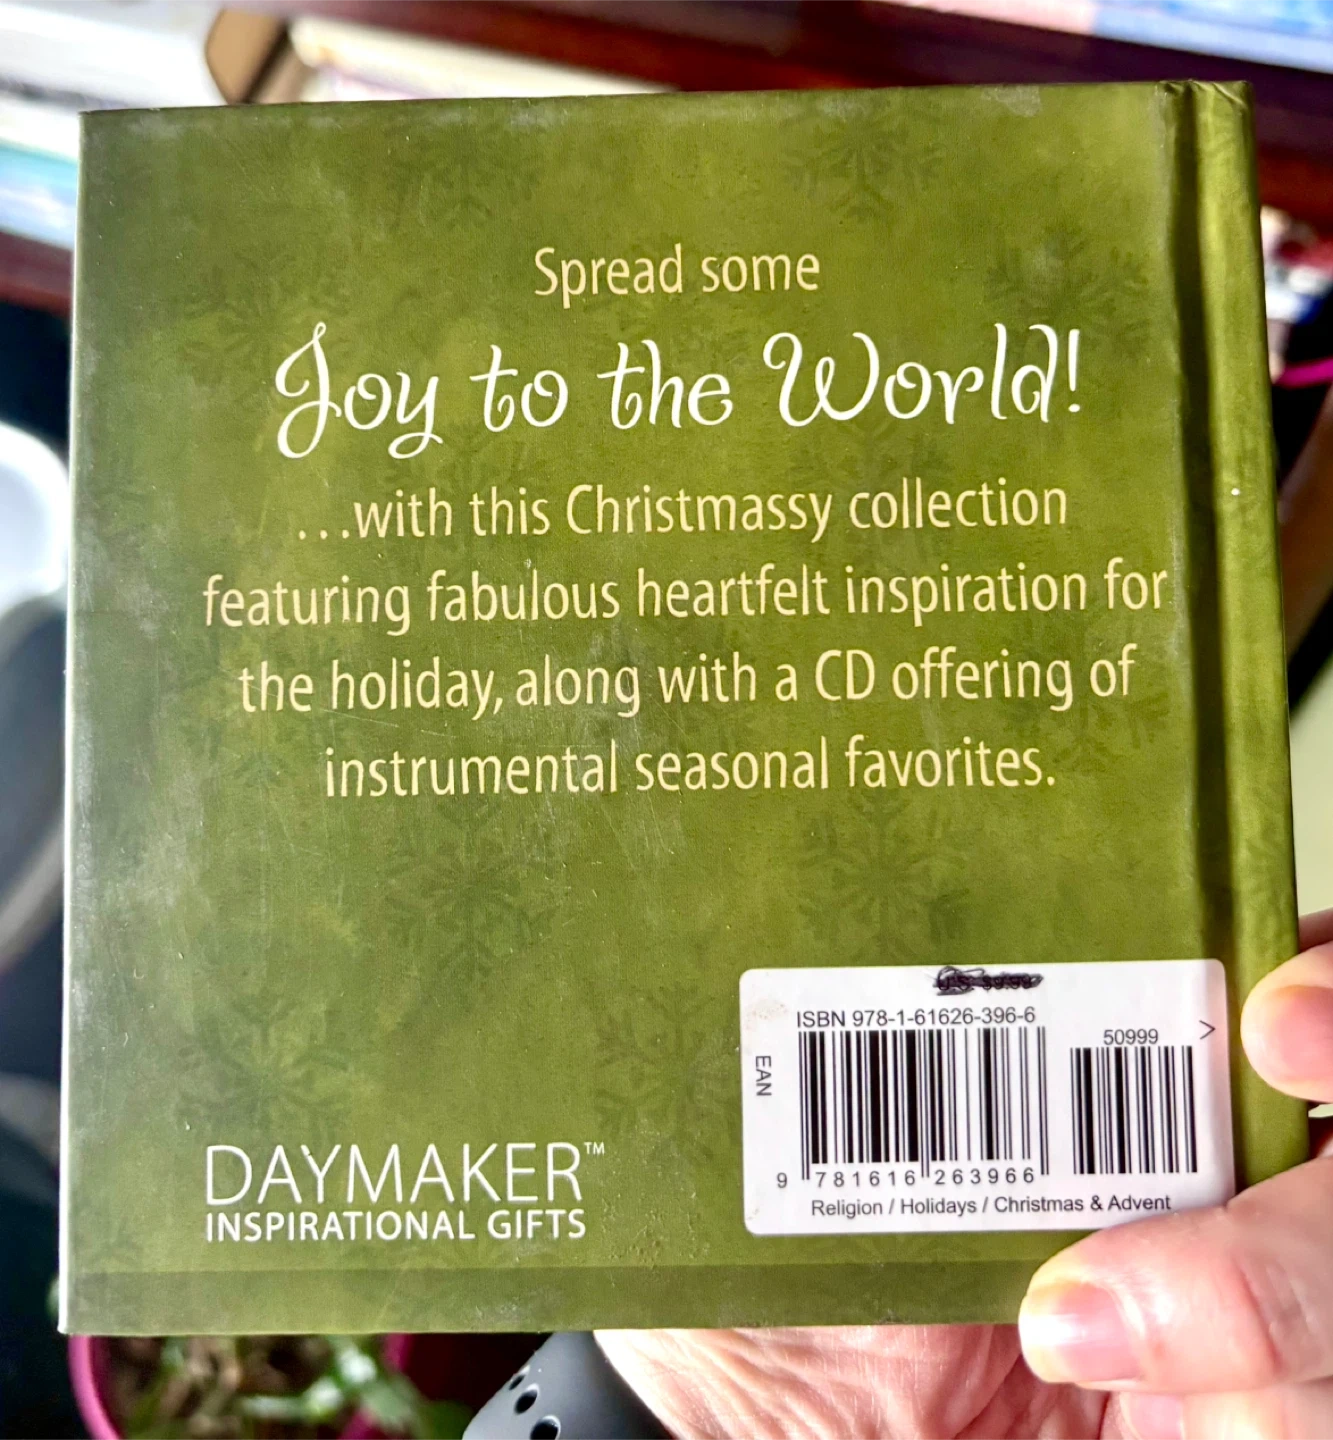 Spread some
Joy to the World!
...with this Christmassy collection
featuring fabulous heartfelt inspiration for
the holiday, along with a CD offering of
instrumental seasonal favorites.
DAYMAKER™
INSPIRATIONAL GIFTS
U.S. $9.99
ISBN 978-1-61626-396-6
50999 >
EAN
9 781616 263966
Religion / Holidays / Christmas & Advent